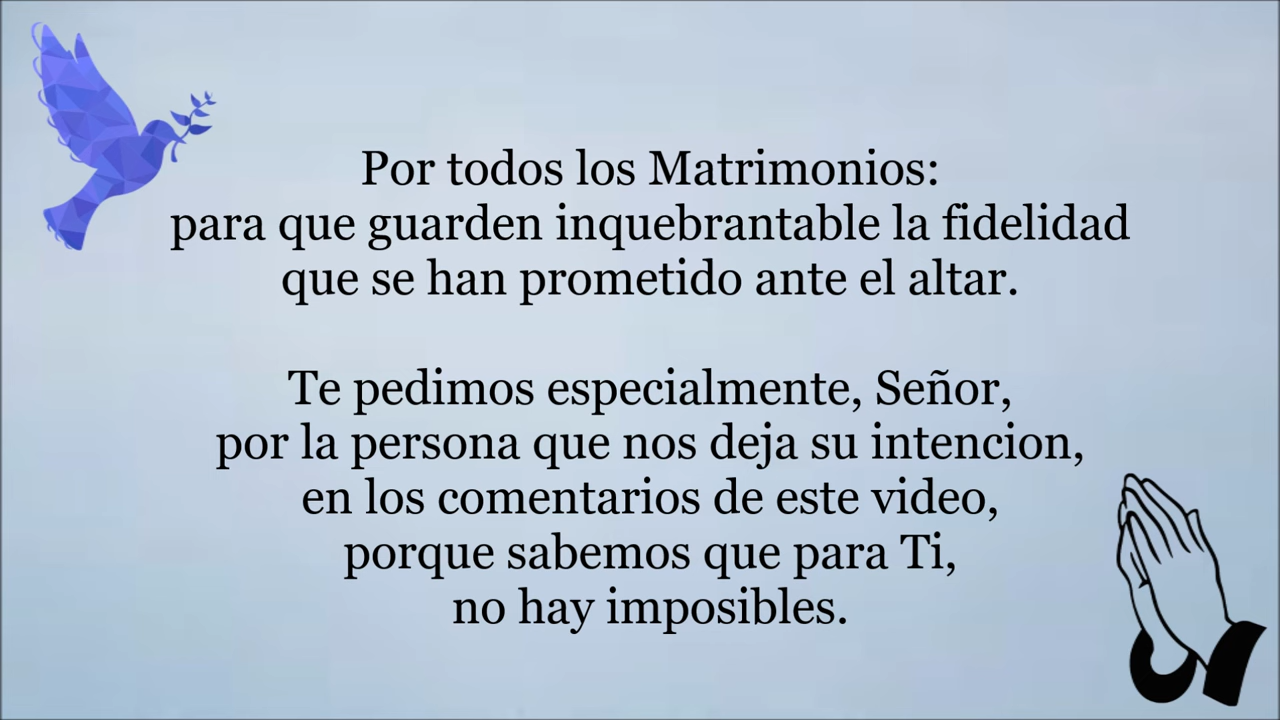 Por todos los Matrimonios:
para que guarden inquebrantable la fidelidad
que se han prometido ante el altar.
Te pedimos especialmente, Señor,
por la persona que nos deja su intencion,
en los comentarios de este video,
porque sabemos que para Ti,
no hay imposibles.